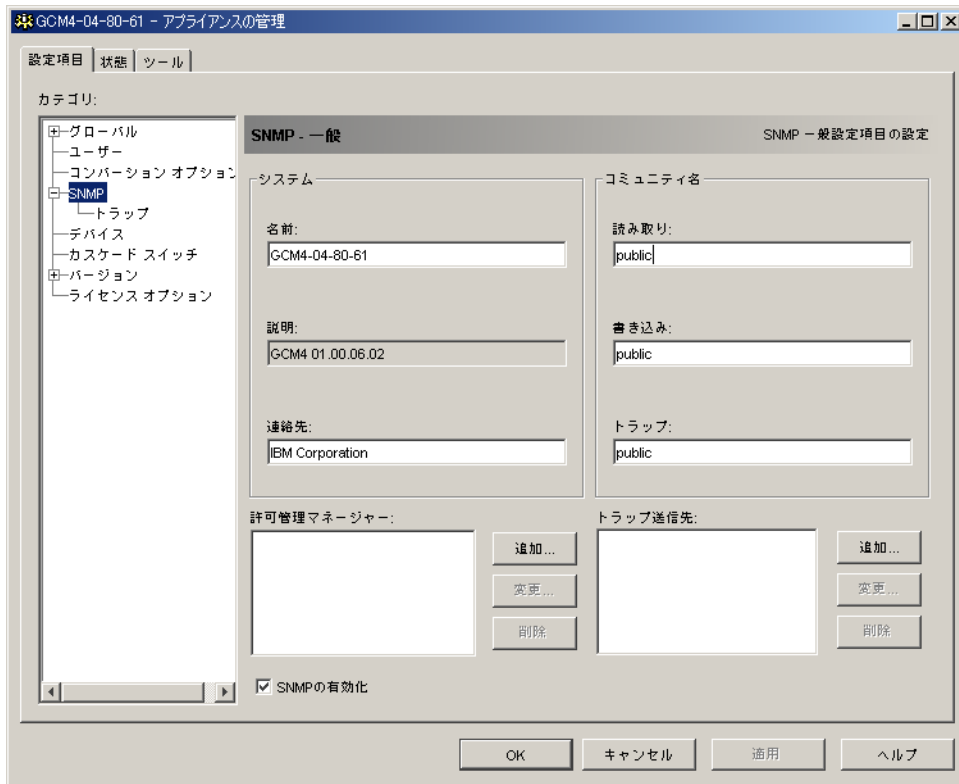 GCM4-04-80-61 - アプライアンスの管理
設定項目 状態 ツール
カテゴリ:
グローバル
ユーザー
コンバーション オプション
SNMP
トラップ
デバイス
カスケード スイッチ
バージョン
ライセンス オプション
SNMP - 一般
SNMP 一般設定項目の設定
システム
名前:
GCM4-04-80-61
説明:
GCM4 01.00.06.02
連絡先:
IBM Corporation
コミュニティ名
読み取り:
public
書き込み:
public
トラップ:
public
許可管理マネージャー:
追加...
変更...
削除
トラップ送信先:
追加...
変更...
削除
SNMPの有効化
OK キャンセル 適用 ヘルプ